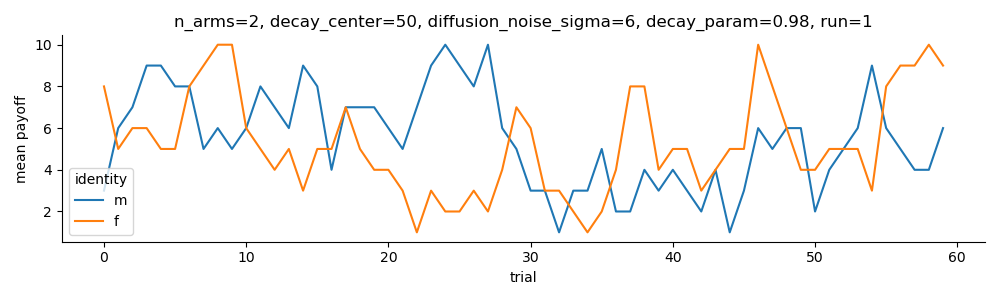 n_arms=2, decay_center=50, diffusion_noise_sigma=6, decay_param=0.98, run=1
mean payoff
10
8
6
4
2
identity
m
f
0
10
20
30
40
50
60
trial